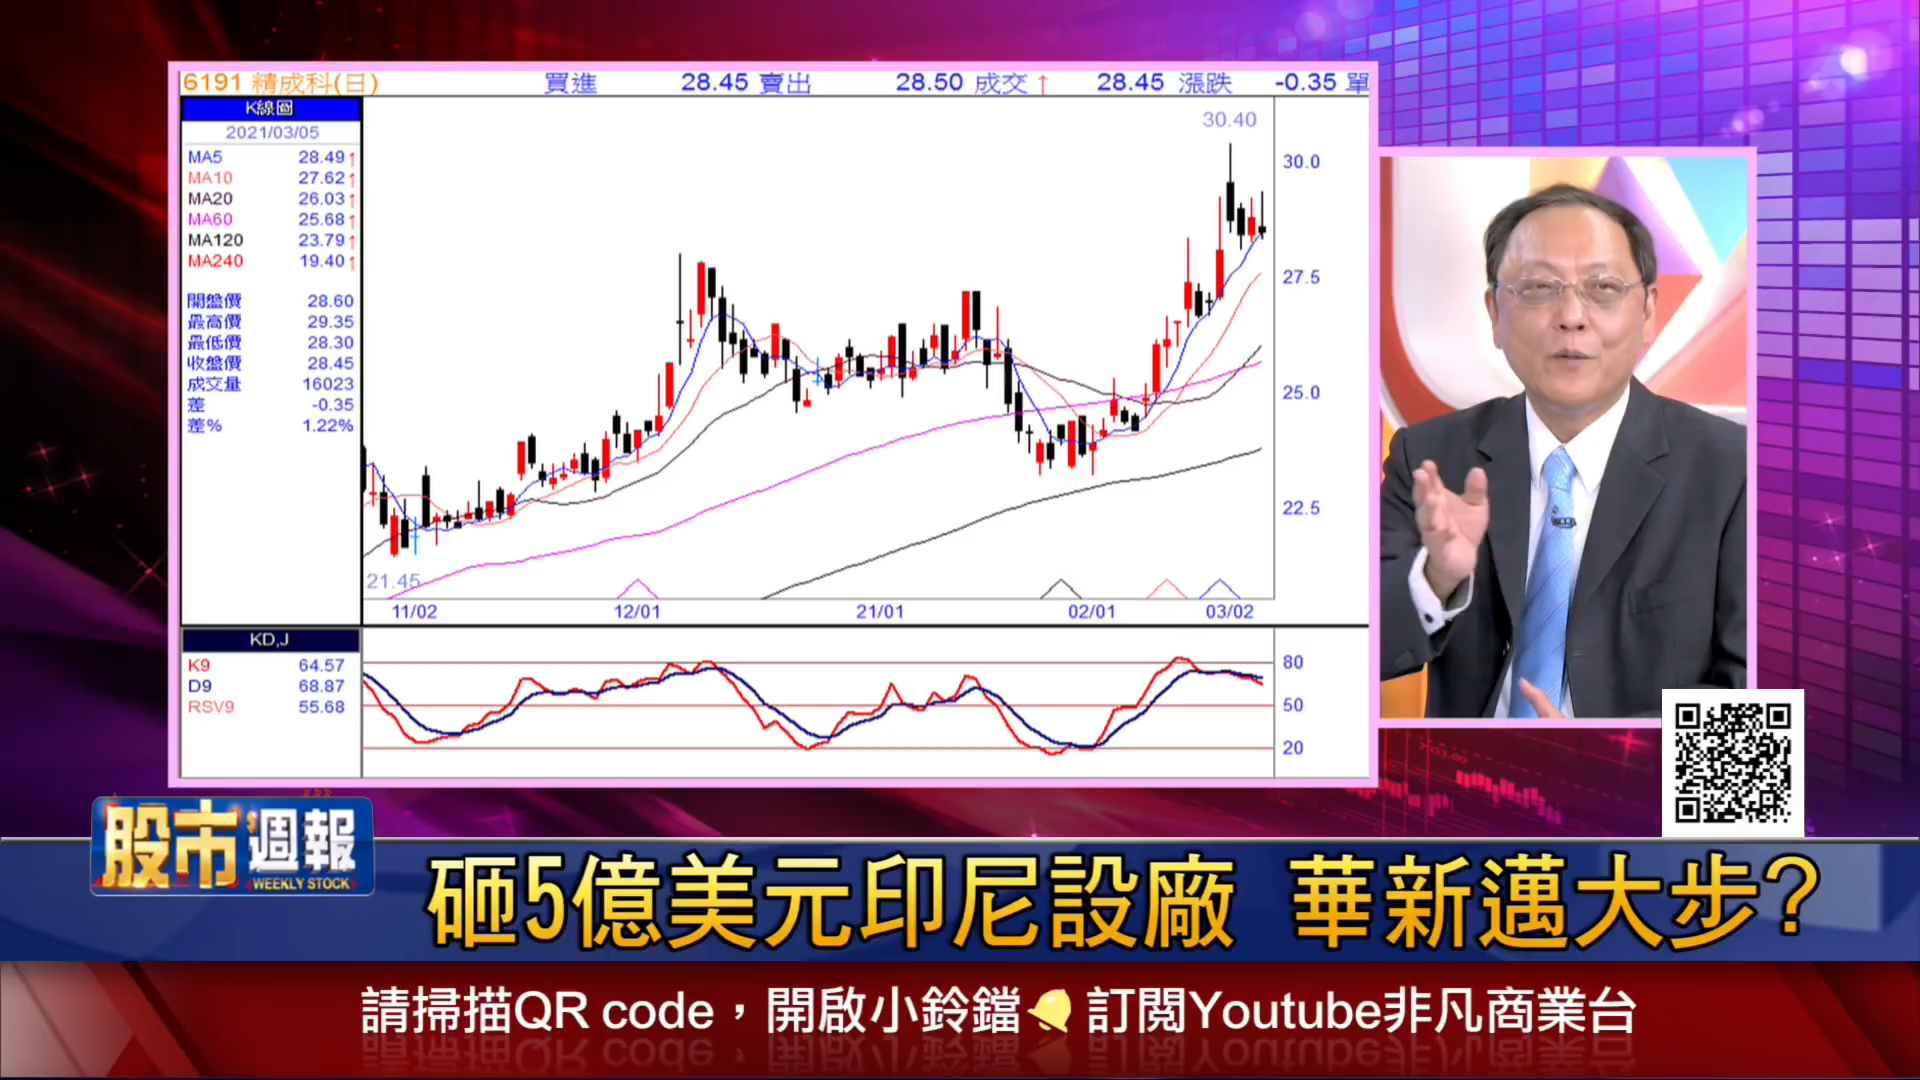 6191 精成科(日) 買進 28.45 賣出 28.50 成交↑ 28.45 漲跌 -0.35 單
K線圖
2021/03/05
MA5 28.49↑
MA10 27.62↑
MA20 26.03↑
MA60 25.68↑
MA120 23.79↑
MA240 19.40↑
開盤價 28.60
最高價 29.35
最低價 28.30
收盤價 28.45
成交量 16023
差 -0.35
差% 1.22%
30.40
30.0
27.5
25.0
22.5
21.45
11/02 12/01 21/01 02/01 03/02
KD,J
K9 64.57
D9 68.87
RSV9 55.68
80
50
20
股市週報
WEEKLY STOCK
砸5億美元印尼設廠 華新邁大步?
請掃描QR code，開啟小鈴鐺🔔訂閱Youtube非凡商業台